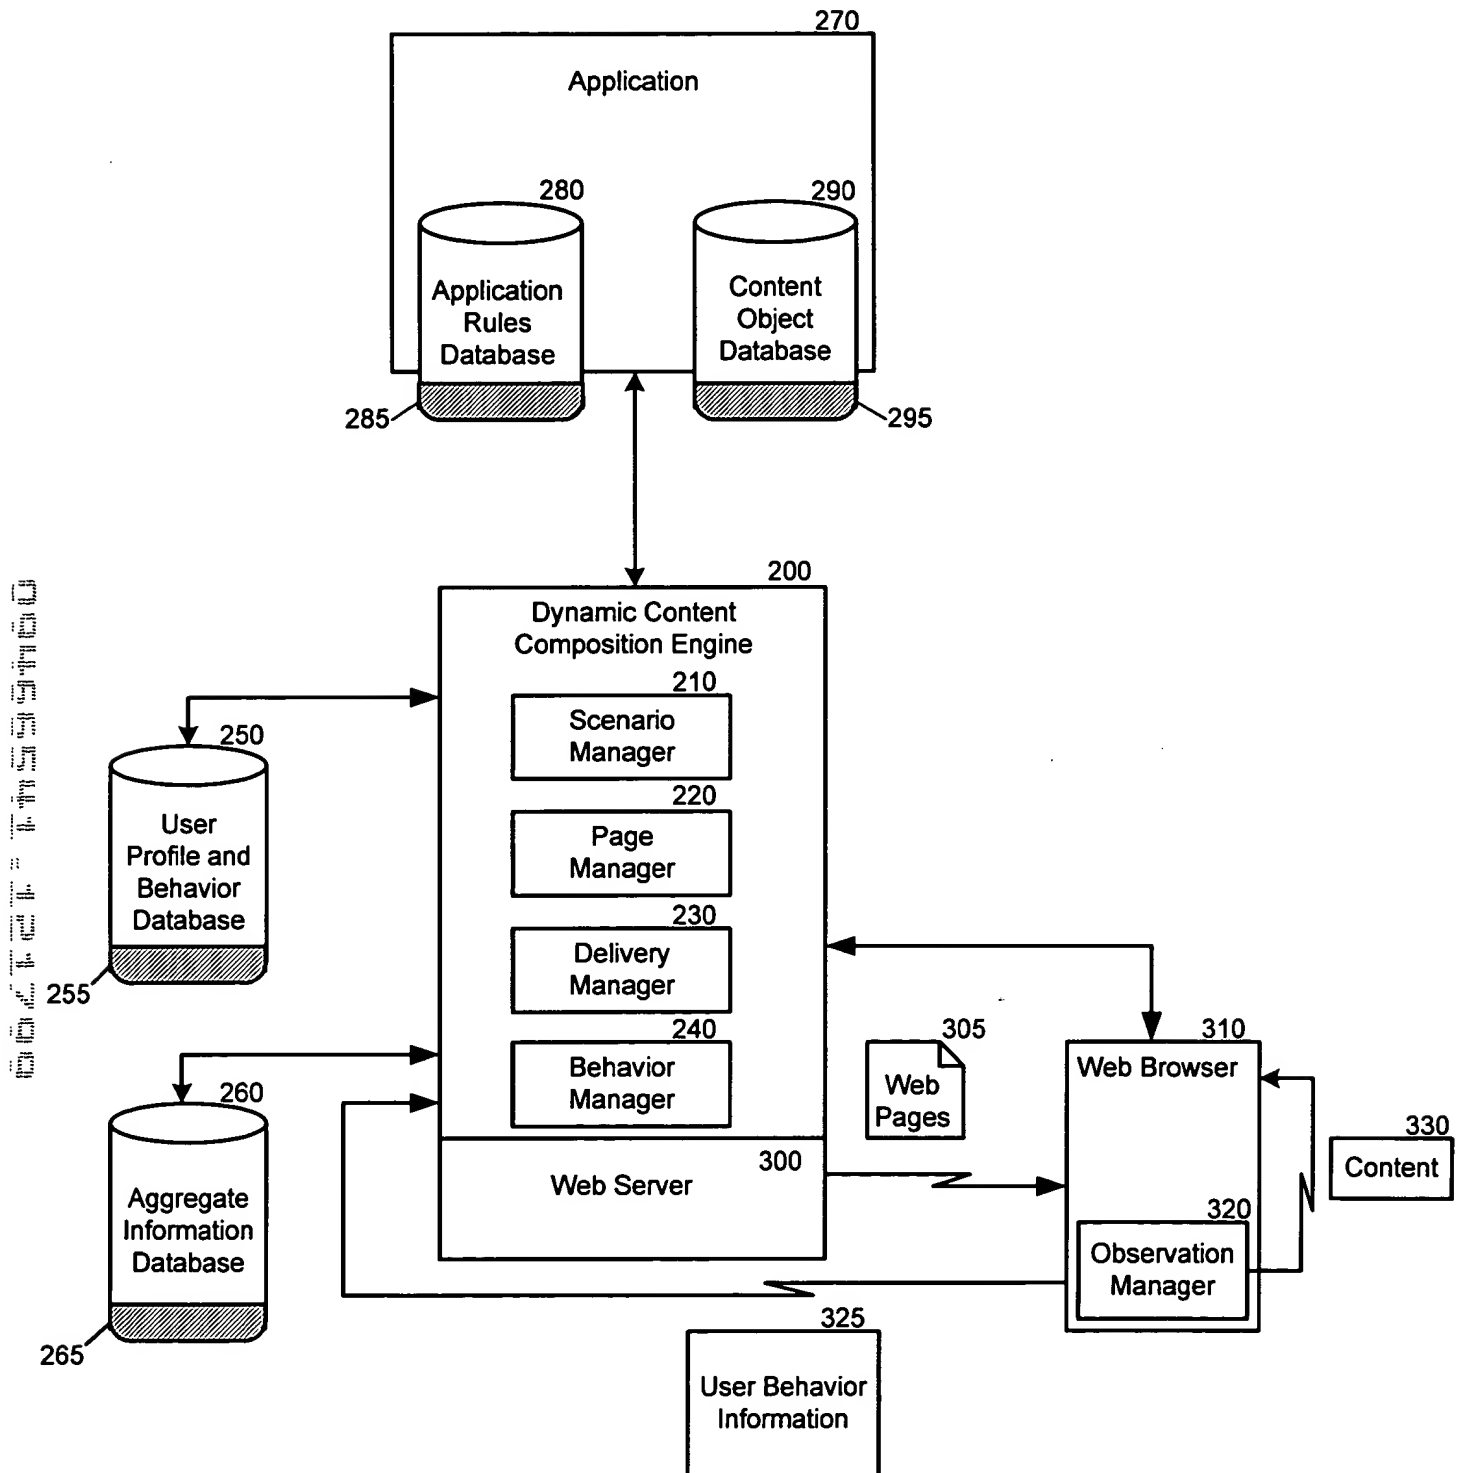 270
Application
280
290
Application
Rules
Database
Content
Object
Database
285
295
200
Dynamic Content
Composition Engine
210
Scenario
Manager
250
User
Profile and
Behavior
Database
220
Page
Manager
230
Delivery
Manager
255
240
Behavior
Manager
305
Web
Pages
310
Web Browser
260
Aggregate
Information
Database
300
Web Server
330
Content
320
Observation
Manager
265
325
User Behavior
Information